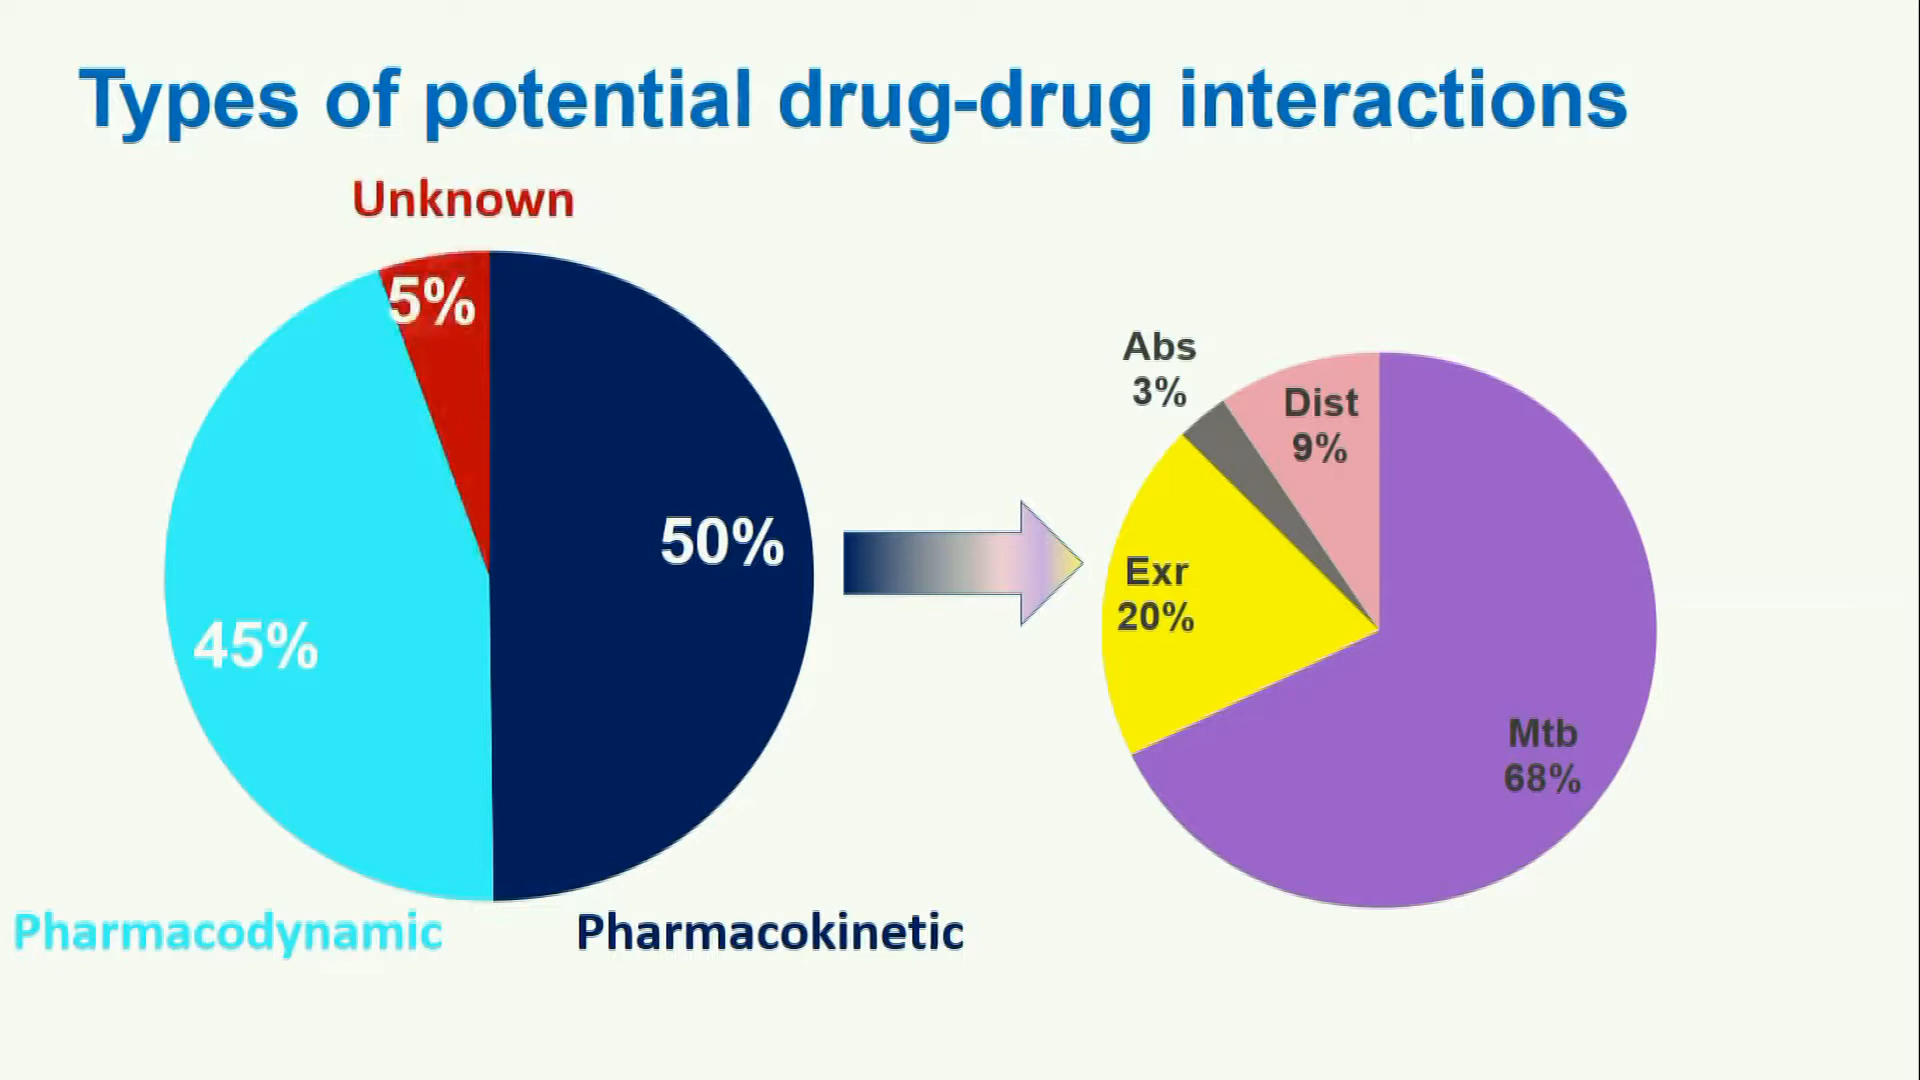 Types of potential drug-drug interactions
Unknown
5%
50%
45%
Pharmacodynamic
Pharmacokinetic
Abs
3%
Dist
9%
Exr
20%
Mtb
68%